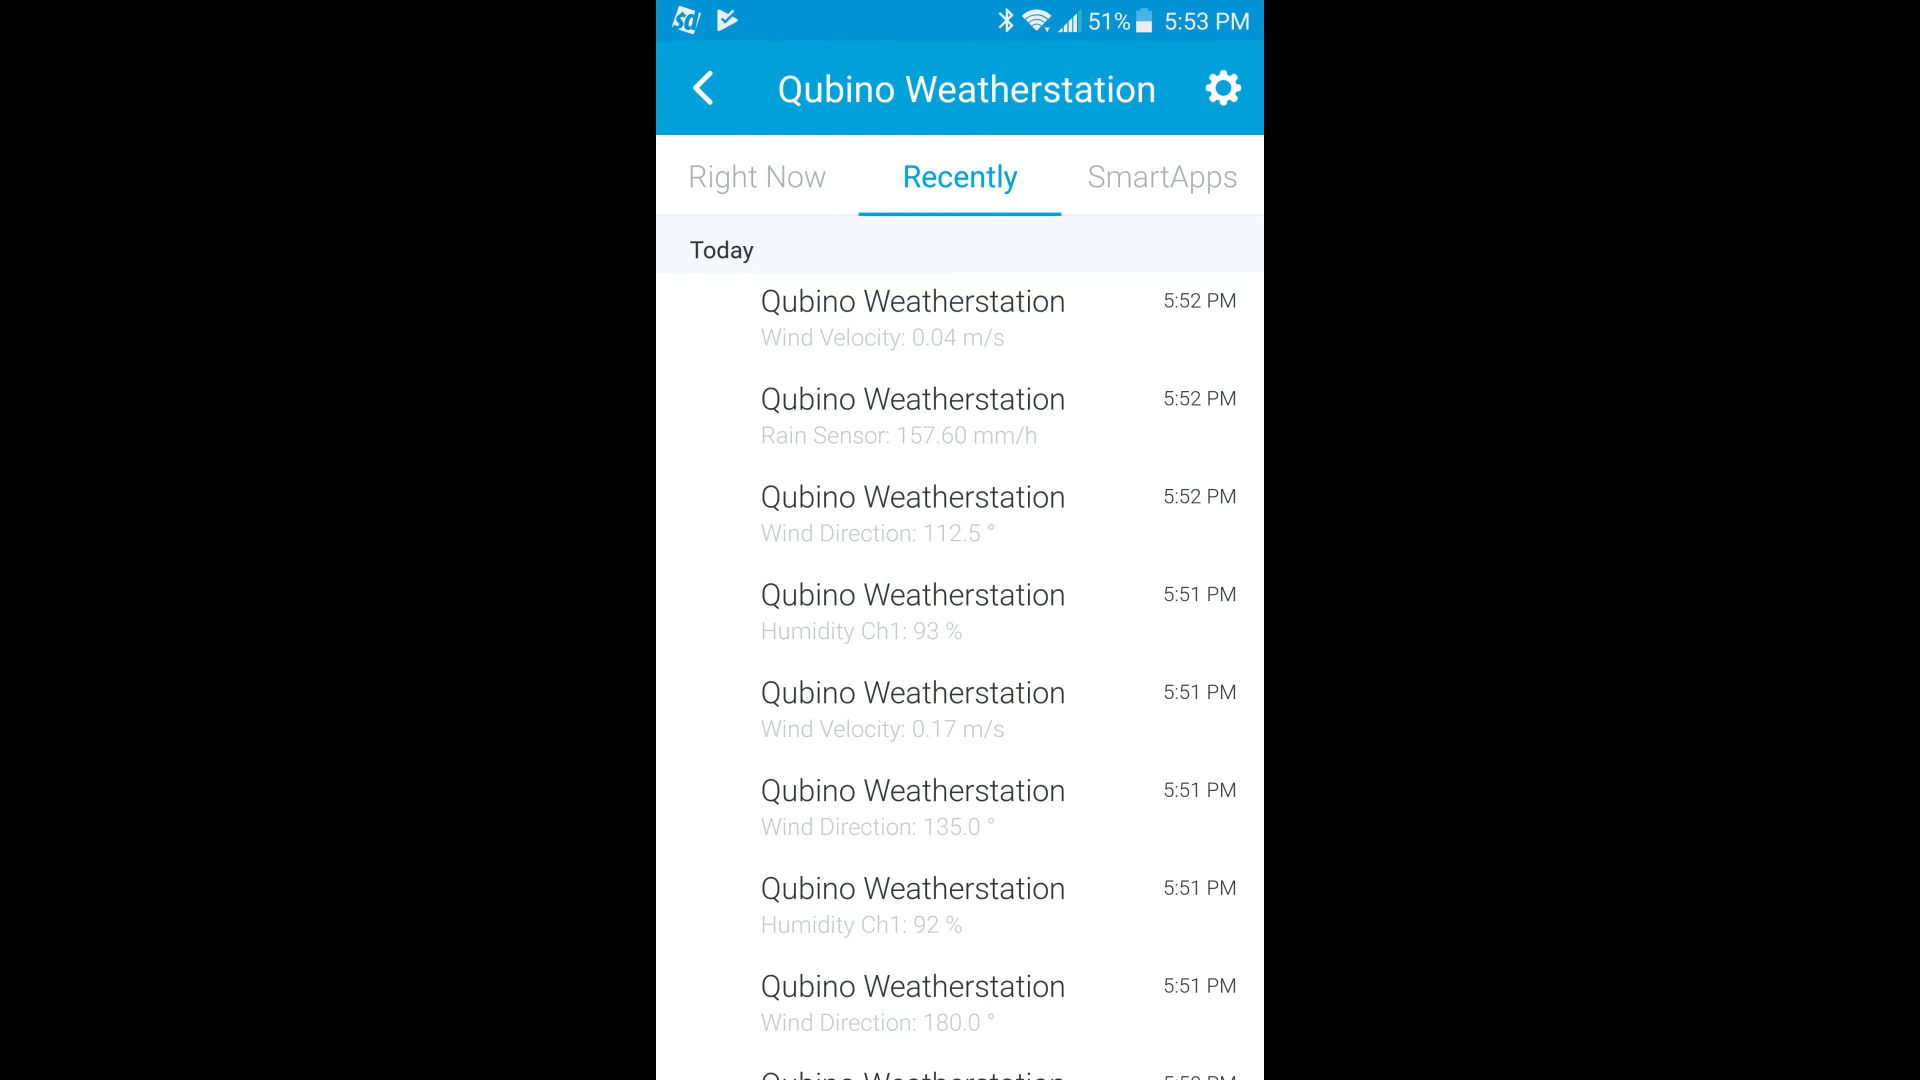 51% 5:53 PM
Qubino Weatherstation
Right Now Recently SmartApps
Today
Qubino Weatherstation 5:52 PM
Wind Velocity: 0.04 m/s
Qubino Weatherstation 5:52 PM
Rain Sensor: 157.60 mm/h
Qubino Weatherstation 5:52 PM
Wind Direction: 112.5 °
Qubino Weatherstation 5:51 PM
Humidity Ch1: 93 %
Qubino Weatherstation 5:51 PM
Wind Velocity: 0.17 m/s
Qubino Weatherstation 5:51 PM
Wind Direction: 135.0 °
Qubino Weatherstation 5:51 PM
Humidity Ch1: 92 %
Qubino Weatherstation 5:51 PM
Wind Direction: 180.0 °
Qubino Weatherstation